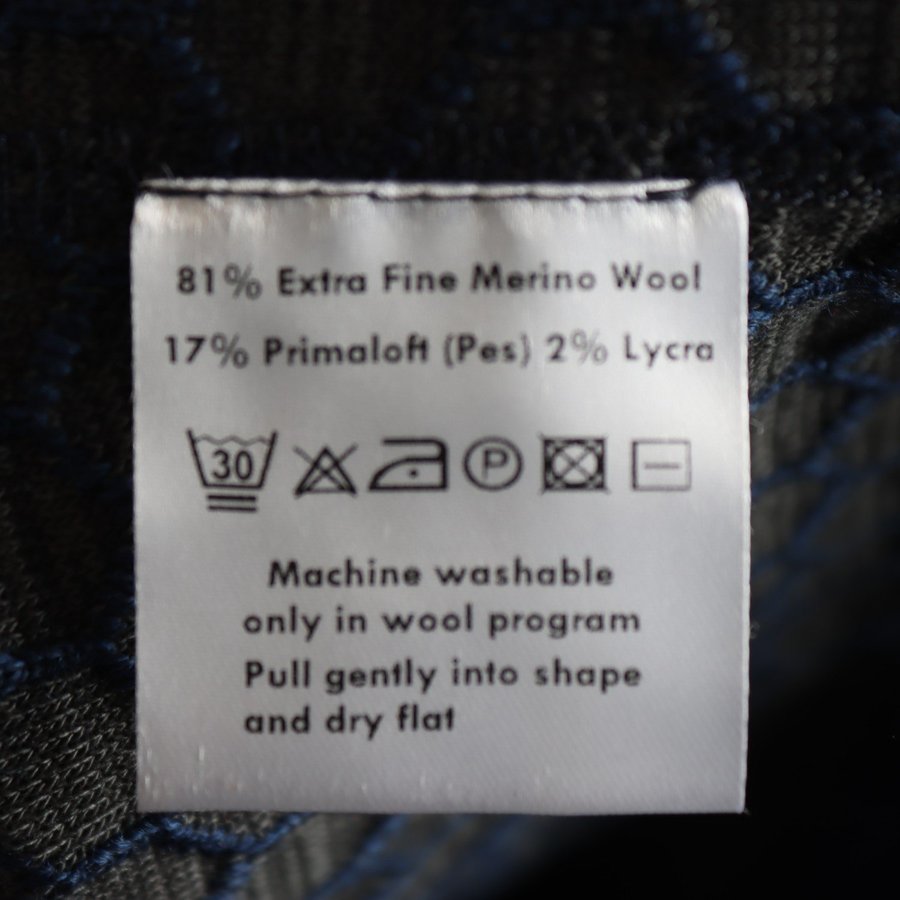 81% Extra Fine Merino Wool
17% Primaloft (Pes) 2% Lycra
30 P
Machine washable
only in wool program
Pull gently into shape
and dry flat